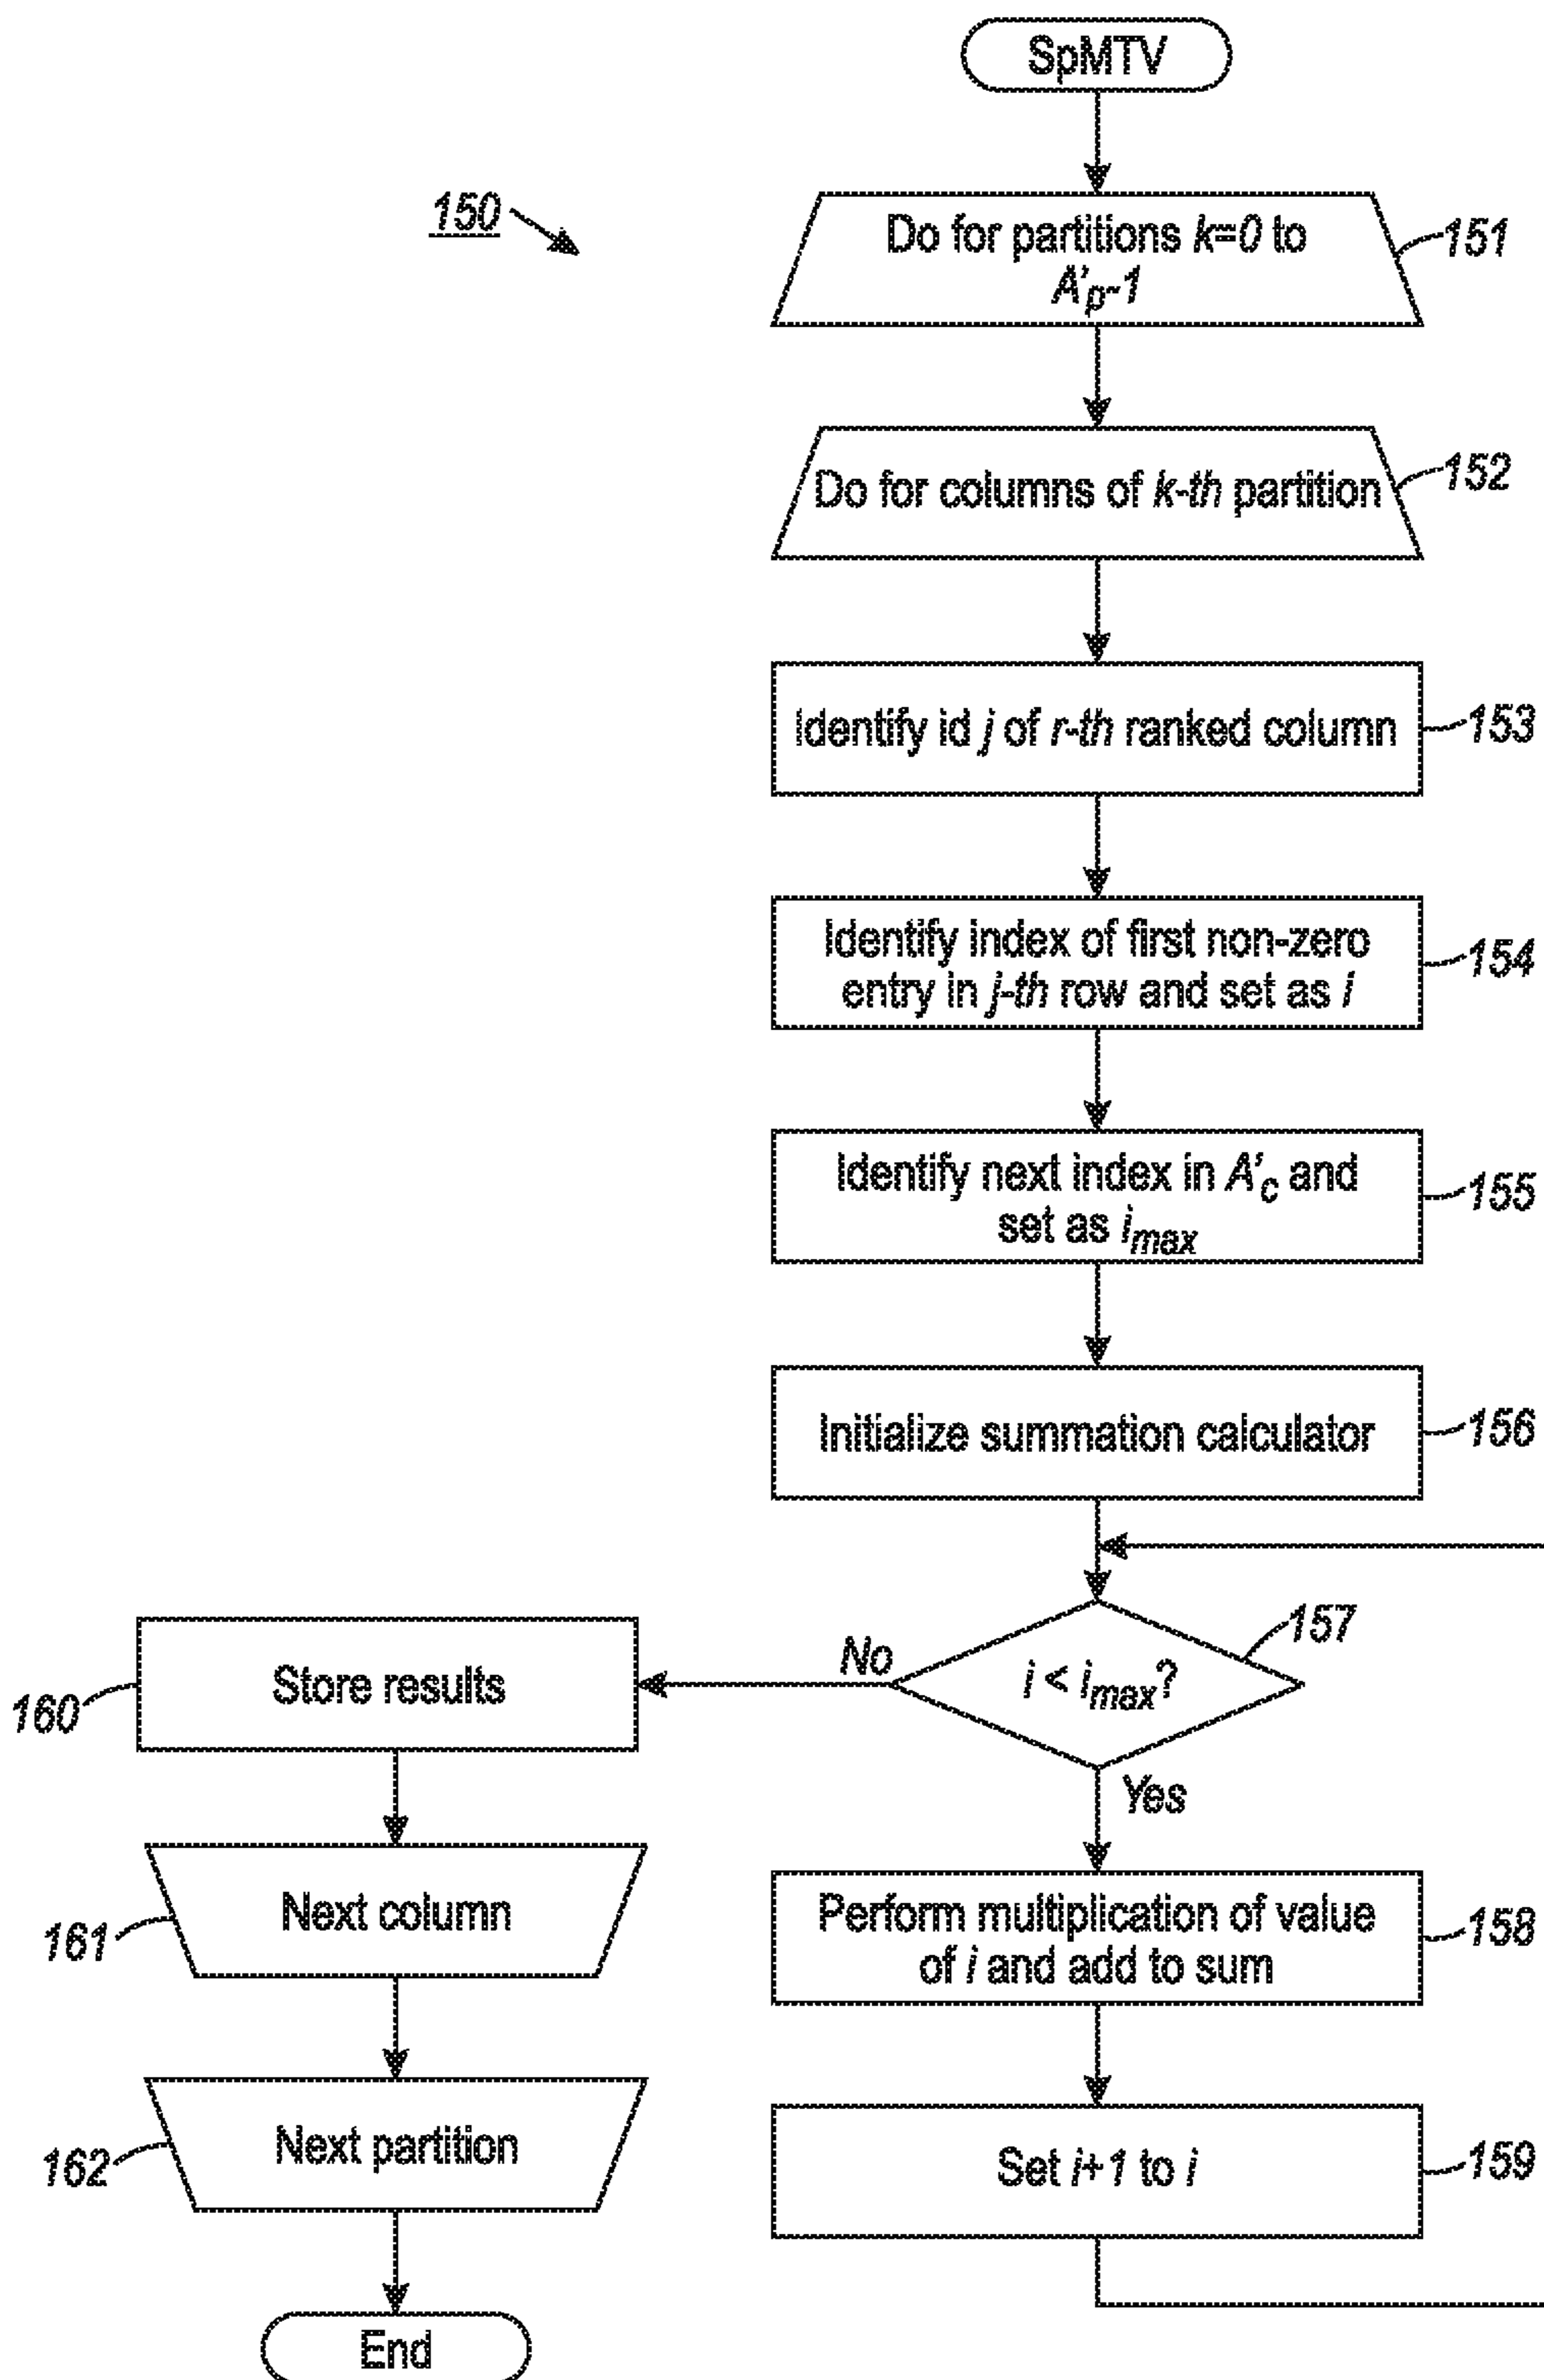 SpMTV
150
Do for partitions k=0 to
A'p-1
151
Do for columns of k-th partition
152
Identify id j of r-th ranked column
153
Identify index of first non-zero
entry in j-th row and set as i
154
Identify next index in A'c and
set as imax
155
Initialize summation calculator
156
i < imax?
157
No
Yes
Store results
160
Perform multiplication of value
of i and add to sum
158
Next column
161
Set i+1 to i
159
Next partition
162
End